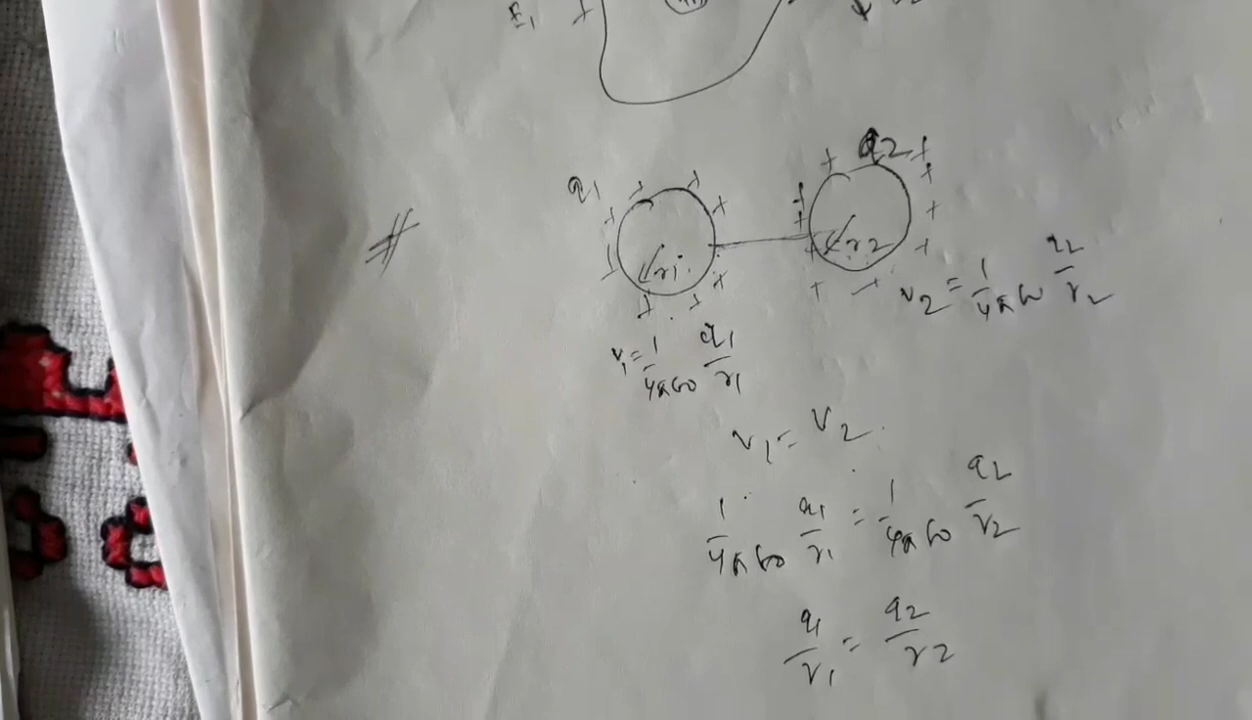 E₁
q₁ q₂
#
r₁ r₂
V₁ = 1/4πε₀ q₁/r₁
V₂ = 1/4πε₀ q₂/r₂
V₁ = V₂
1/4πε₀ q₁/r₁ = 1/4πε₀ q₂/r₂
q₁/r₁ = q₂/r₂